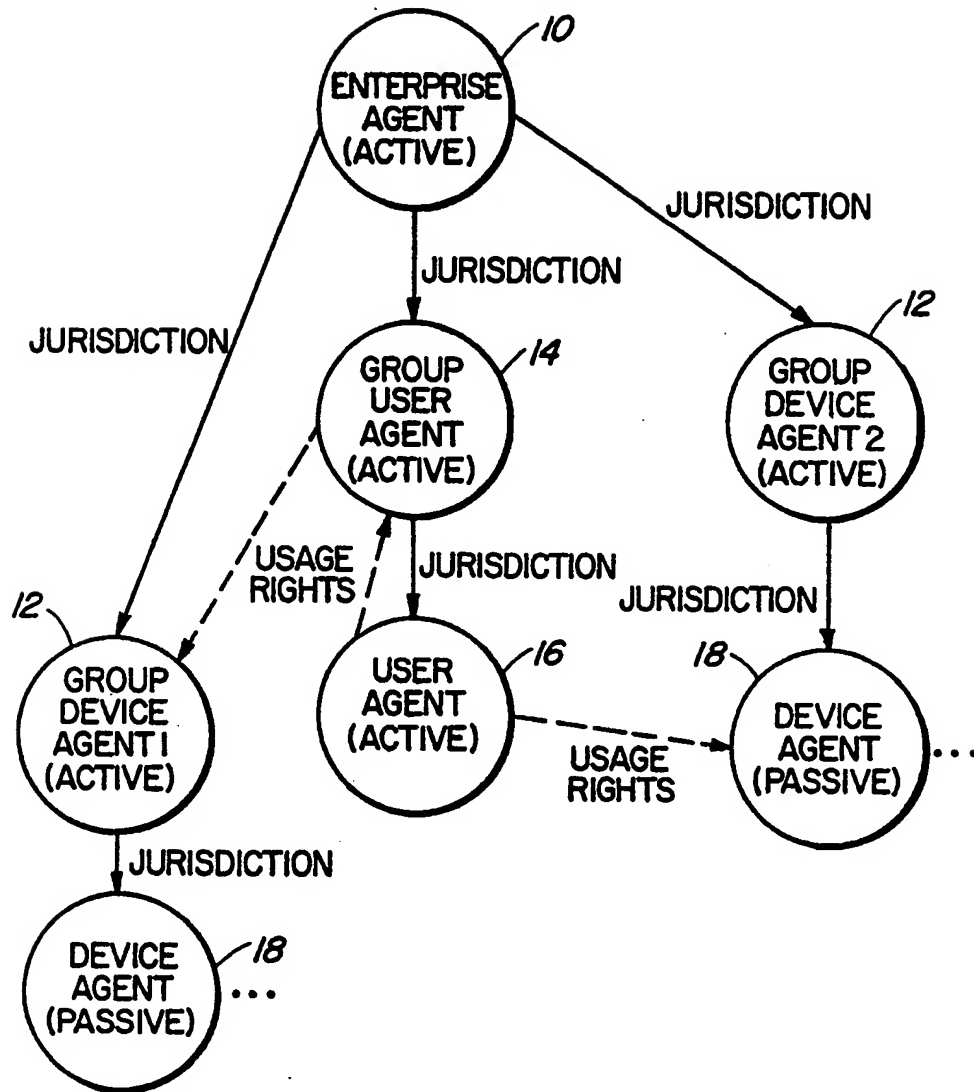 10
ENTERPRISE
AGENT
(ACTIVE)
JURISDICTION
JURISDICTION
JURISDICTION
12
14
GROUP
USER
AGENT
(ACTIVE)
GROUP
DEVICE
AGENT 2
(ACTIVE)
USAGE
RIGHTS
JURISDICTION
JURISDICTION
12
16
18
GROUP
DEVICE
AGENT 1
(ACTIVE)
USER
AGENT
(ACTIVE)
DEVICE
AGENT
(PASSIVE)
...
USAGE
RIGHTS
JURISDICTION
18
DEVICE
AGENT
(PASSIVE)
...